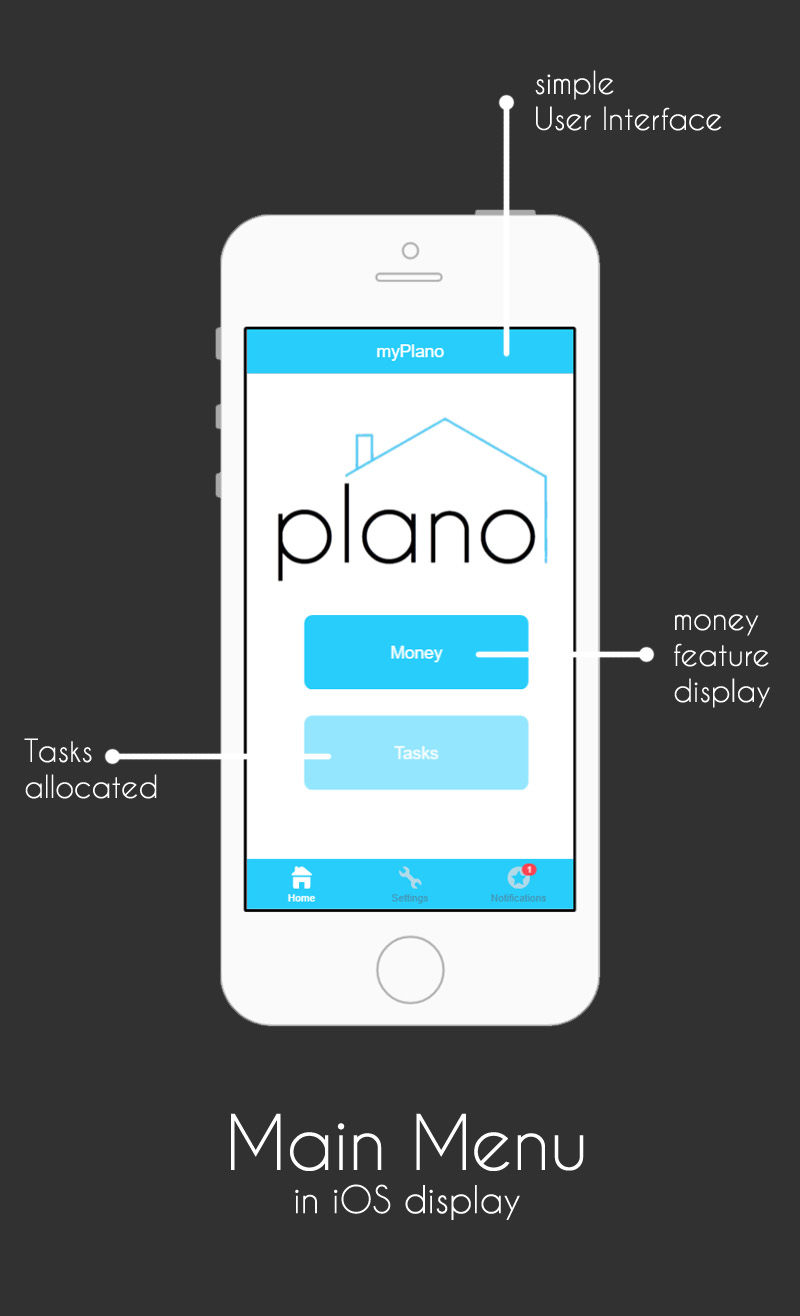 simple
User Interface
myPlano
plano
Money
money
feature
display
Tasks
Tasks
allocated
1
Home
Settings
Notifications
Main Menu
in iOS display